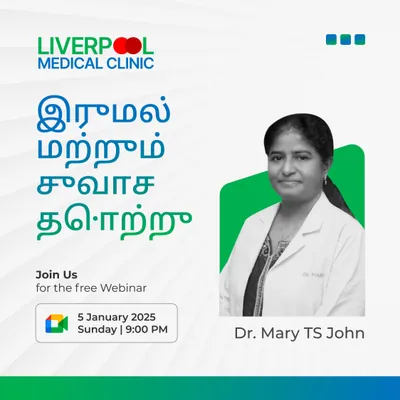 LIVERPOOL
MEDICAL CLINIC
இருமல்
மற்றும்
சுவாச
தொற்று
Join Us
for the free Webinar
5 January 2025
Sunday | 9:00 PM
Dr. Mary TS John